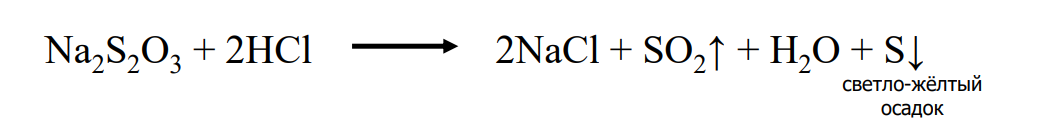 Na₂S₂O₃ + 2HCl ⟶ 2NaCl + SO₂↑ + H₂O + S↓
светло-жёлтый
осадок